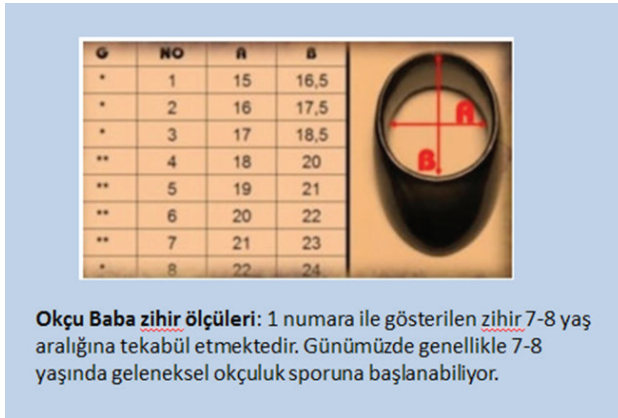 G NO A B
* 1 15 16,5
* 2 16 17,5
* 3 17 18,5
** 4 18 20
** 5 19 21
** 6 20 22
** 7 21 23
* 8 22 24
A
B
Okçu Baba zihir ölçüleri: 1 numara ile gösterilen zihir 7-8 yaş
aralığına tekabül etmektedir. Günümüzde genellikle 7-8
yaşında geleneksel okçuluk sporuna başlanabiliyor.